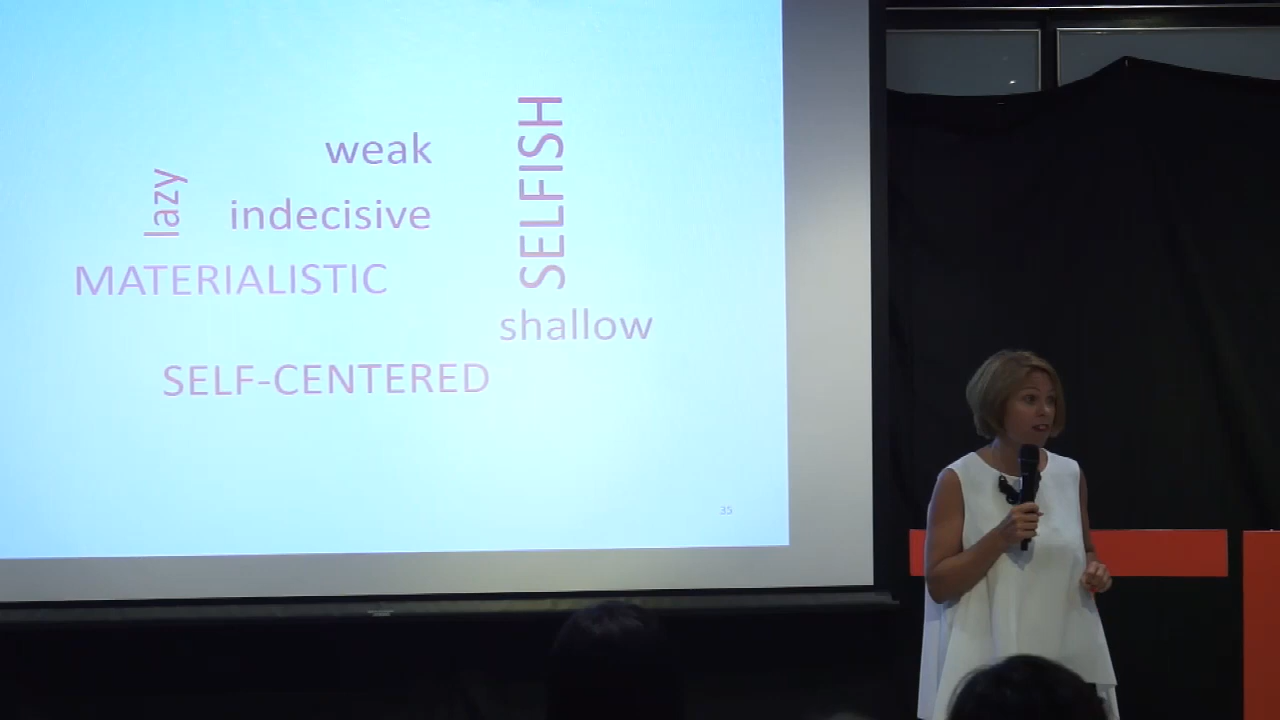 weak
SELFISH
lazy
indecisive
MATERIALISTIC
shallow
SELF-CENTERED
35